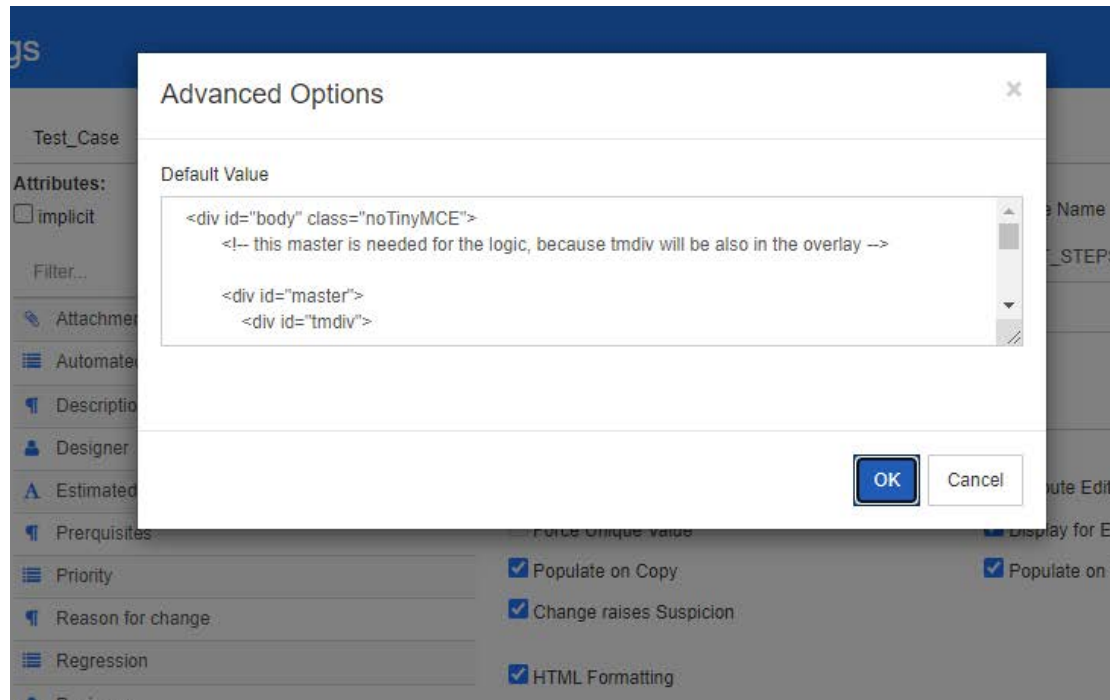 gs
Advanced Options
×
Test_Case
Default Value
Attributes:
implicit
<div id="body" class="noTinyMCE">
<!-- this master is needed for the logic, because tmdiv will be also in the overlay -->
<div id="master">
<div id="tmdiv">
Name
_STEPS
Filter...
Attachmen
Automated
Descriptio
Designer
Estimated
Prerquisites
Priority
Reason for change
Regression
OK
Cancel
ute Edit
Force Unique Value
Display for E
Populate on Copy
Populate on
Change raises Suspicion
HTML Formatting